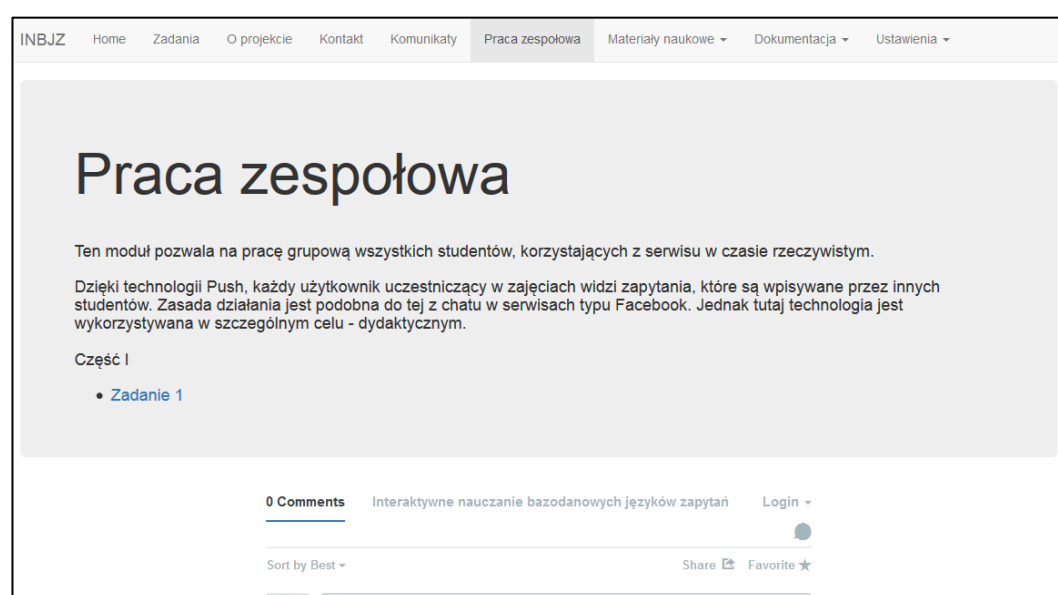 INBJZ Home Zadania O projekcie Kontakt Komunikaty Praca zespołowa Materiały naukowe Dokumentacja Ustawienia
Praca zespołowa
Ten moduł pozwala na pracę grupową wszystkich studentów, korzystających z serwisu w czasie rzeczywistym.
Dzięki technologii Push, każdy użytkownik uczestniczący w zajęciach widzi zapytania, które są wpisywane przez innych
studentów. Zasada działania jest podobna do tej z chatu w serwisach typu Facebook. Jednak tutaj technologia jest
wykorzystywana w szczególnym celu - dydaktycznym.
Część I
• Zadanie 1
0 Comments Interaktywne nauczanie bazodanowych języków zapytań Login
Sort by Best Share Favorite